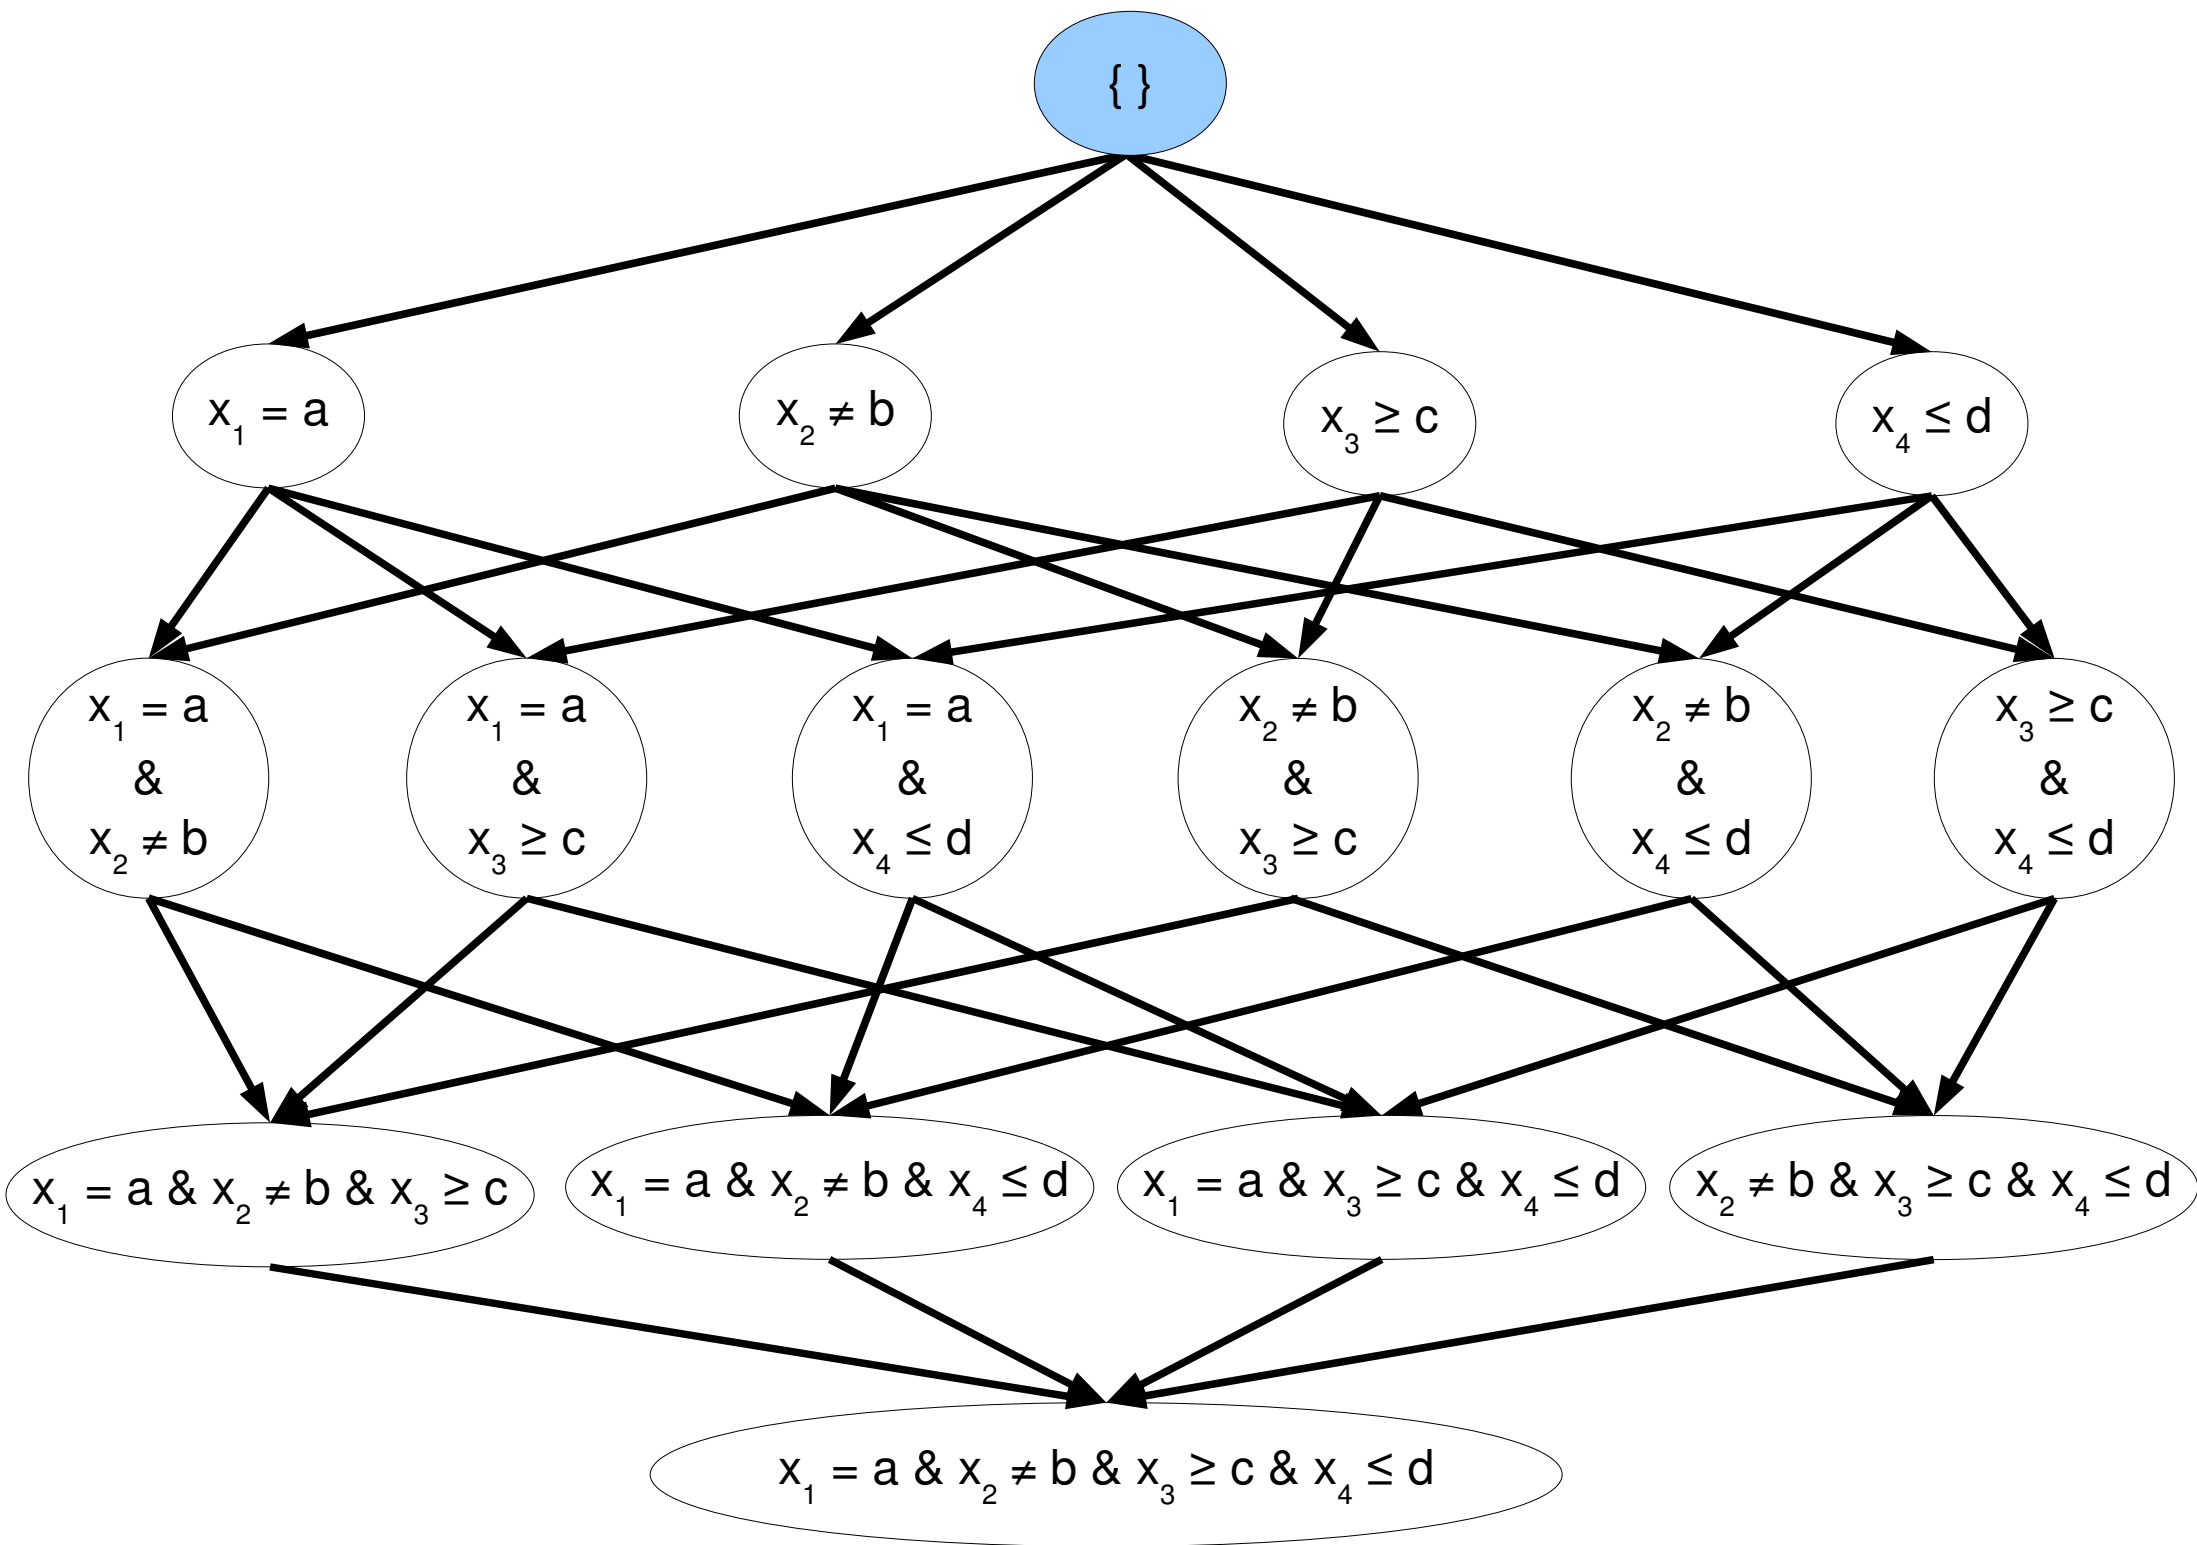 { }
x₁ = a
x₂ ≠ b
x₃ ≥ c
x₄ ≤ d
x₁ = a
&
x₂ ≠ b
x₁ = a
&
x₃ ≥ c
x₁ = a
&
x₄ ≤ d
x₂ ≠ b
&
x₃ ≥ c
x₂ ≠ b
&
x₄ ≤ d
x₃ ≥ c
&
x₄ ≤ d
x₁ = a & x₂ ≠ b & x₃ ≥ c
x₁ = a & x₂ ≠ b & x₄ ≤ d
x₁ = a & x₃ ≥ c & x₄ ≤ d
x₂ ≠ b & x₃ ≥ c & x₄ ≤ d
x₁ = a & x₂ ≠ b & x₃ ≥ c & x₄ ≤ d